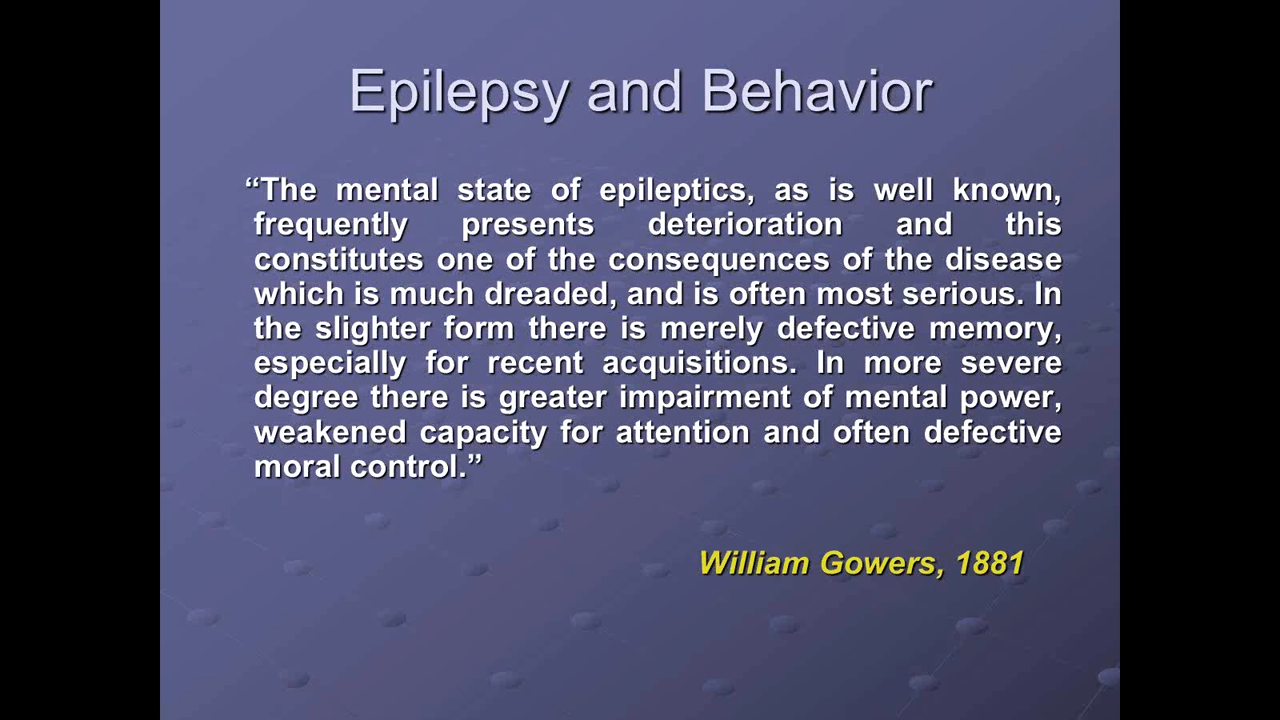 Epilepsy and Behavior
“The mental state of epileptics, as is well known,
frequently presents deterioration and this
constitutes one of the consequences of the disease
which is much dreaded, and is often most serious. In
the slighter form there is merely defective memory,
especially for recent acquisitions. In more severe
degree there is greater impairment of mental power,
weakened capacity for attention and often defective
moral control.”
William Gowers, 1881